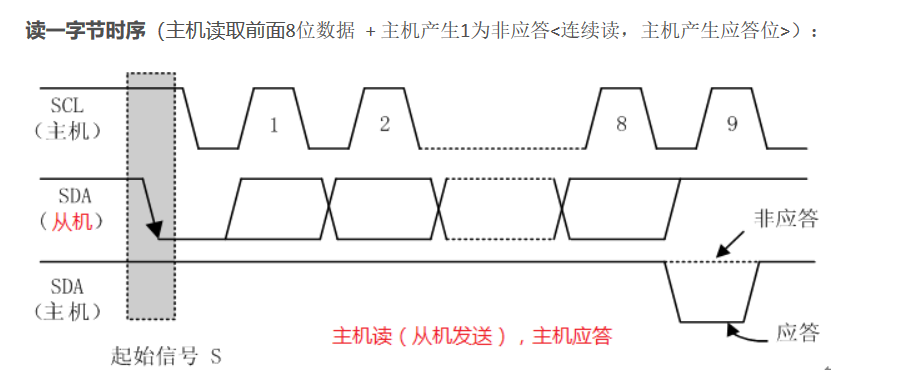 读一字节时序（主机读取前面8位数据 + 主机产生1为非应答<连续读，主机产生应答位>）：
SCL
（主机）
1
2
8
9
SDA
（从机）
非应答
SDA
（主机）
主机读（从机发送），主机应答
应答
起始信号 S